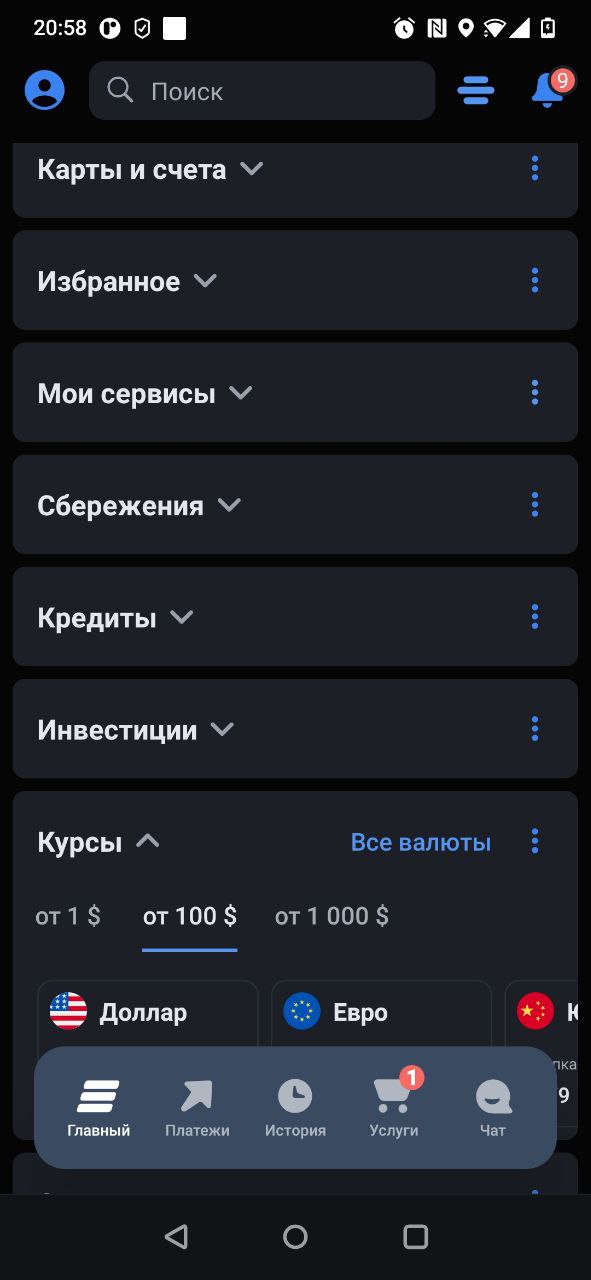 20:58
Поиск
9
Карты и счета
Избранное
Мои сервисы
Сбережения
Кредиты
Инвестиции
Курсы
Все валюты
от 1 $ от 100 $ от 1 000 $
Доллар Евро
9
1
Главный Платежи История Услуги Чат